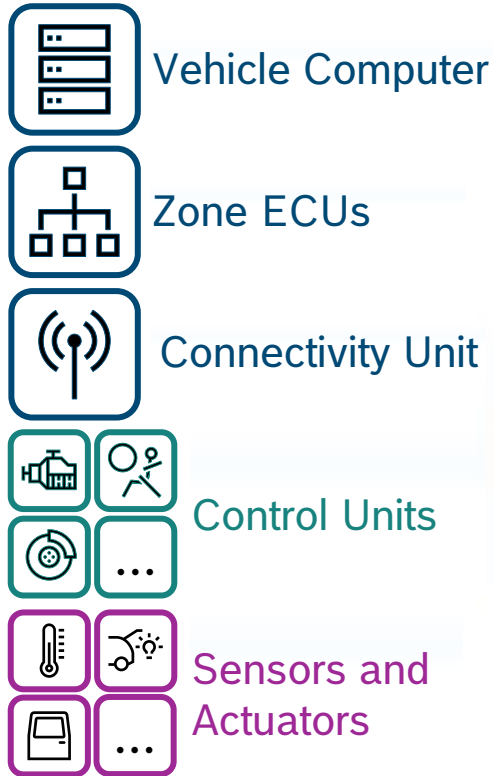 Vehicle Computer
Zone ECUs
Connectivity Unit
Control Units
...
Sensors and
Actuators
...